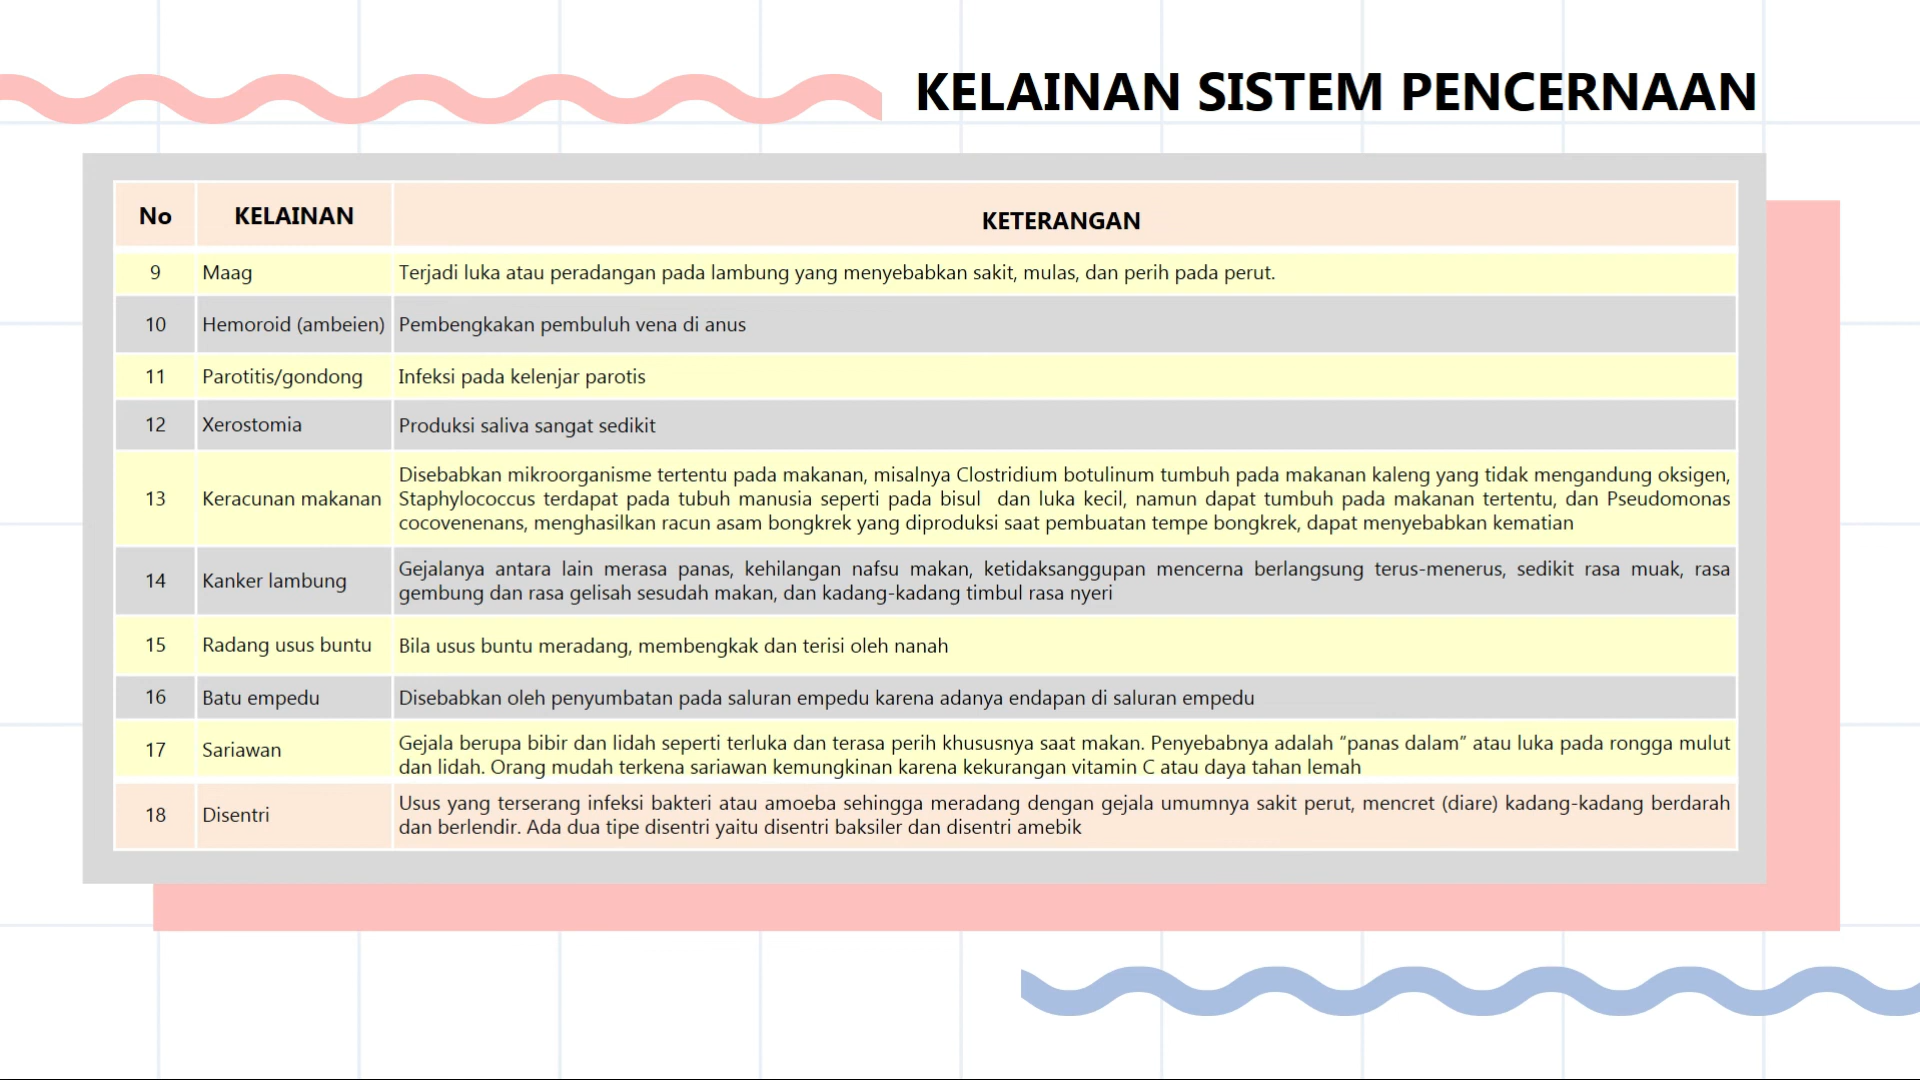 KELAINAN SISTEM PENCERNAAN
No KELAINAN KETERANGAN
9 Maag Terjadi luka atau peradangan pada lambung yang menyebabkan sakit, mulas, dan perih pada perut.
10 Hemoroid (ambeien) Pembengkakan pembuluh vena di anus
11 Parotitis/gondong Infeksi pada kelenjar parotis
12 Xerostomia Produksi saliva sangat sedikit
13 Keracunan makanan Disebabkan mikroorganisme tertentu pada makanan, misalnya Clostridium botulinum tumbuh pada makanan kaleng yang tidak mengandung oksigen,
Staphylococcus terdapat pada tubuh manusia seperti pada bisul dan luka kecil, namun dapat tumbuh pada makanan tertentu, dan Pseudomonas
cocovenenans, menghasilkan racun asam bongkrek yang diproduksi saat pembuatan tempe bongkrek, dapat menyebabkan kematian
14 Kanker lambung Gejalanya antara lain merasa panas, kehilangan nafsu makan, ketidaksanggupan mencerna berlangsung terus-menerus, sedikit rasa muak, rasa
gembung dan rasa gelisah sesudah makan, dan kadang-kadang timbul rasa nyeri
15 Radang usus buntu Bila usus buntu meradang, membengkak dan terisi oleh nanah
16 Batu empedu Disebabkan oleh penyumbatan pada saluran empedu karena adanya endapan di saluran empedu
17 Sariawan Gejala berupa bibir dan lidah seperti terluka dan terasa perih khususnya saat makan. Penyebabnya adalah “panas dalam” atau luka pada rongga mulut
dan lidah. Orang mudah terkena sariawan kemungkinan karena kekurangan vitamin C atau daya tahan lemah
18 Disentri Usus yang terserang infeksi bakteri atau amoeba sehingga meradang dengan gejala umumnya sakit perut, mencret (diare) kadang-kadang berdarah
dan berlendir. Ada dua tipe disentri yaitu disentri baksiler dan disentri amebik